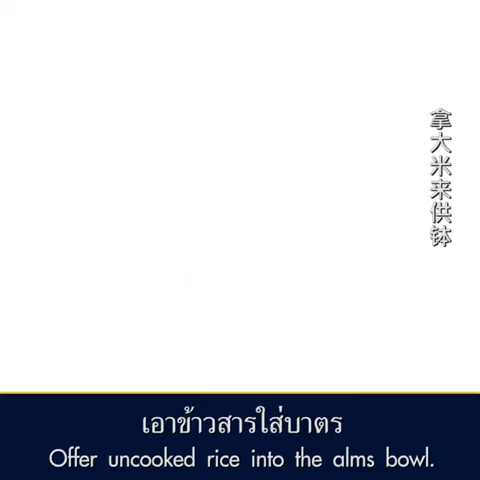 拿大米来供钵
เอาข้าวสารใส่บาตร
Offer uncooked rice into the alms bowl.